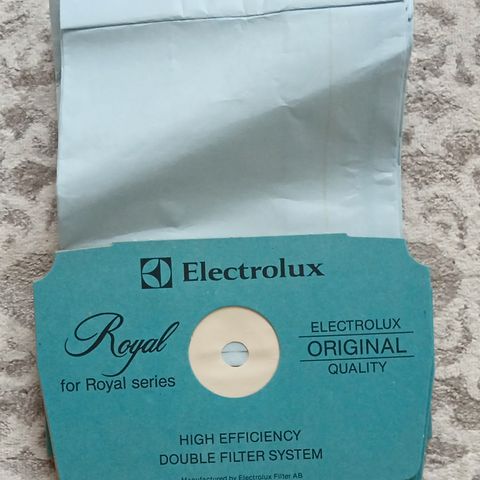 Electrolux
Royal
for Royal series
ELECTROLUX
ORIGINAL
QUALITY
HIGH EFFICIENCY
DOUBLE FILTER SYSTEM
Manufactured by Electrolux Filter AB